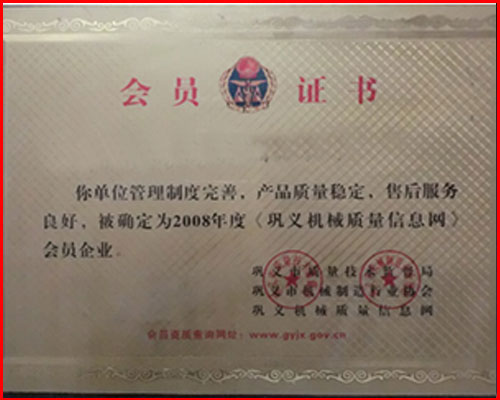 会员 证书
你单位管理制度完善，产品质量稳定，售后服务
良好，被确定为2008年度《巩义机械质量信息网》
会员企业。
巩义市质量技术监督局
巩义市机械制造行业协会
巩义机械质量信息网
会员资质查询网址：www.gyjx.gov.cn